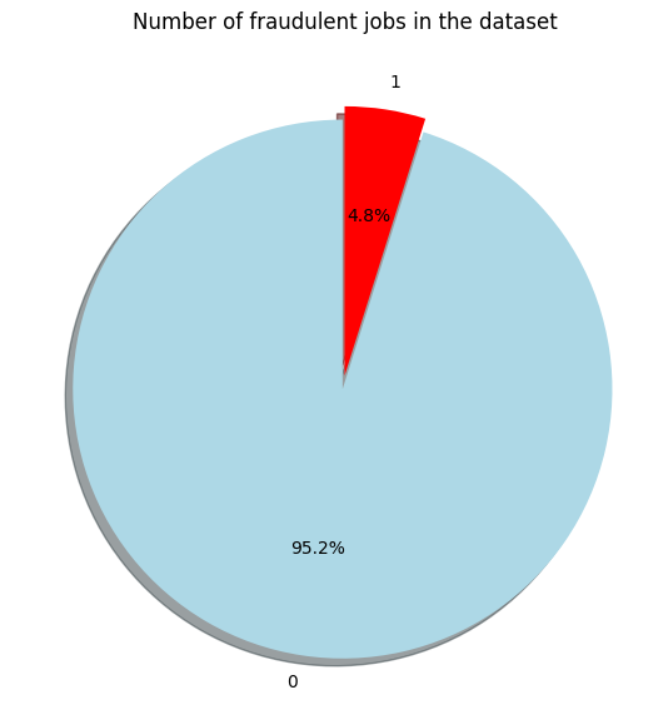 Number of fraudulent jobs in the dataset
1
4.8%
95.2%
0